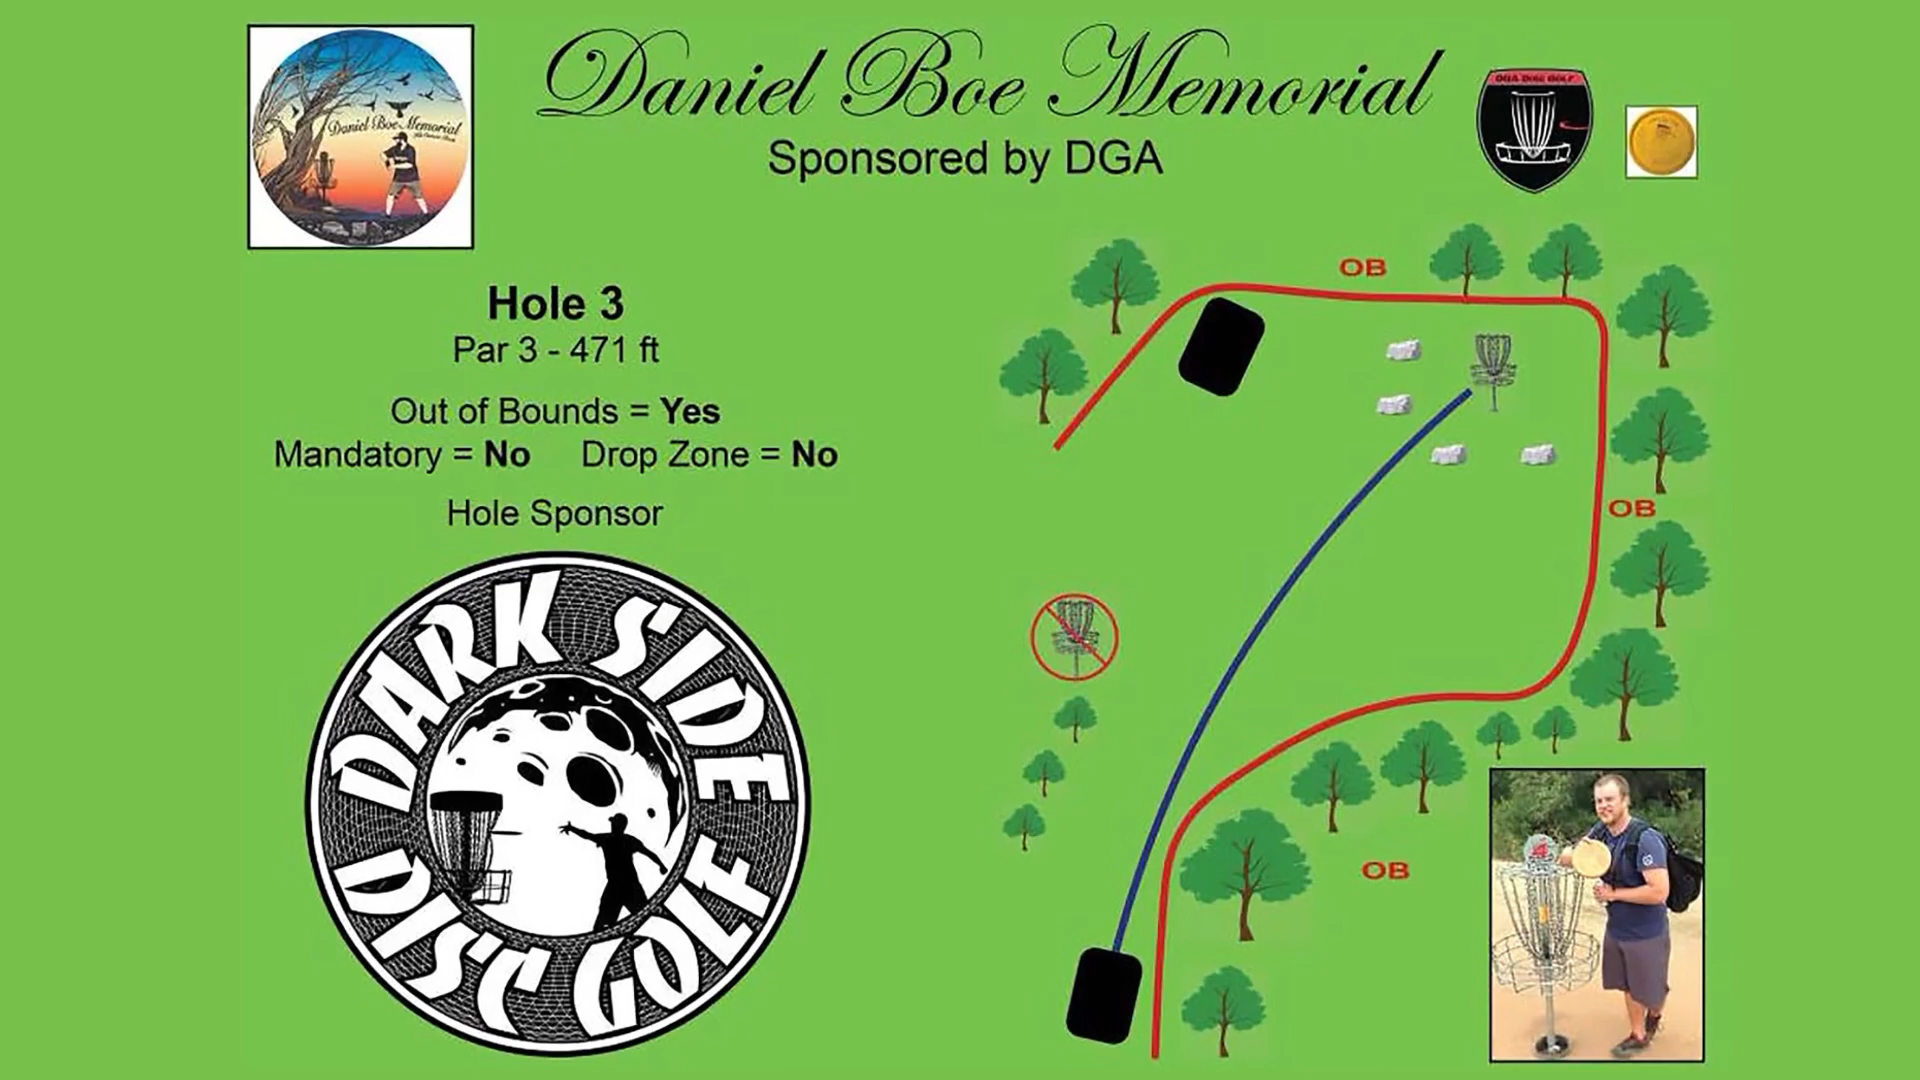 Daniel Boe Memorial
Sponsored by DGA
Daniel Boe Memorial
DGA DISC GOLF
Hole 3
Par 3 - 471 ft
Out of Bounds = Yes
Mandatory = No Drop Zone = No
Hole Sponsor
DARK SIDE
DISC GOLF
OB
OB
OB
4